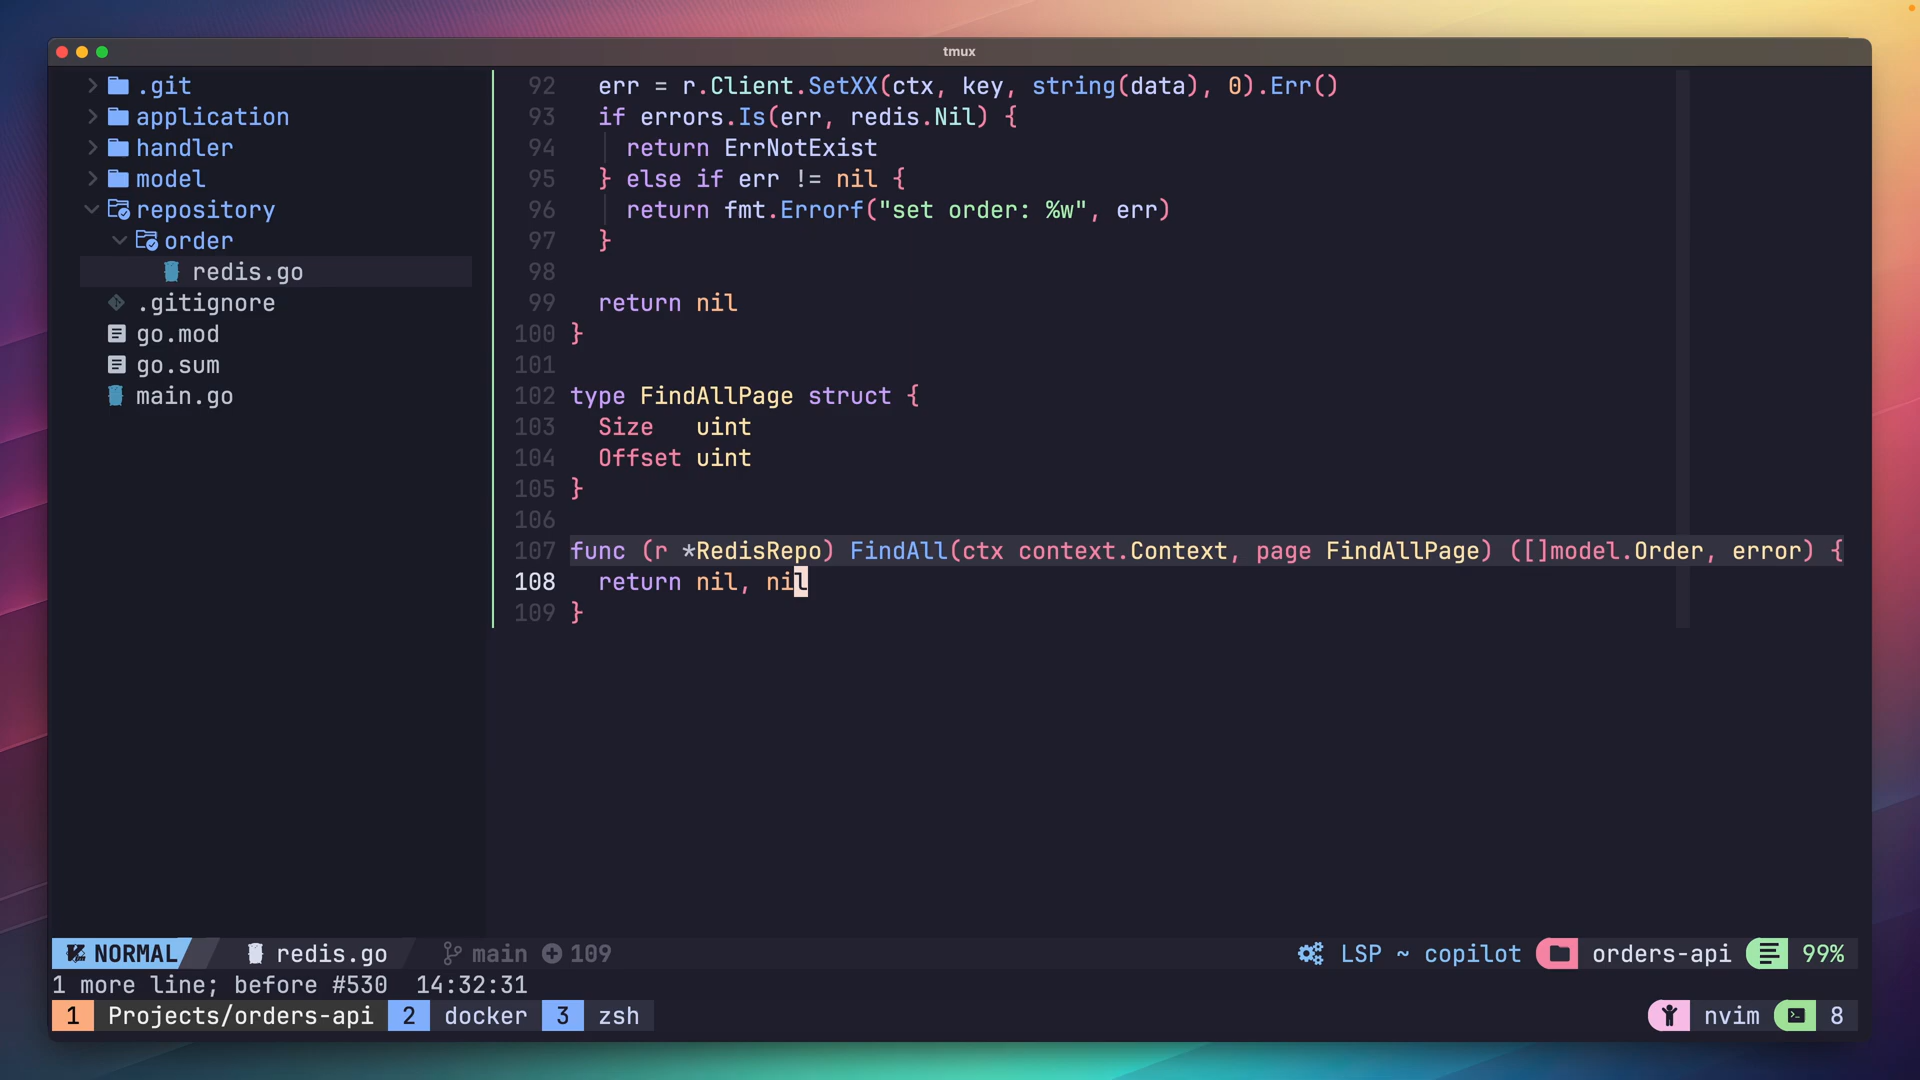 tmux
.git
application
handler
model
repository
order
redis.go
.gitignore
go.mod
go.sum
main.go
92 err = r.Client.SetXX(ctx, key, string(data), 0).Err()
93 if errors.Is(err, redis.Nil) {
94 return ErrNotExist
95 } else if err != nil {
96 return fmt.Errorf("set order: %w", err)
97 }
98
99 return nil
100 }
101
102 type FindAllPage struct {
103 Size uint
104 Offset uint
105 }
106
107 func (r *RedisRepo) FindAll(ctx context.Context, page FindAllPage) ([]model.Order, error) {
108 return nil, nil
109 }
NORMAL redis.go main 109 LSP ~ copilot orders-api 99%
1 more line; before #530 14:32:31
1 Projects/orders-api 2 docker 3 zsh nvim 8